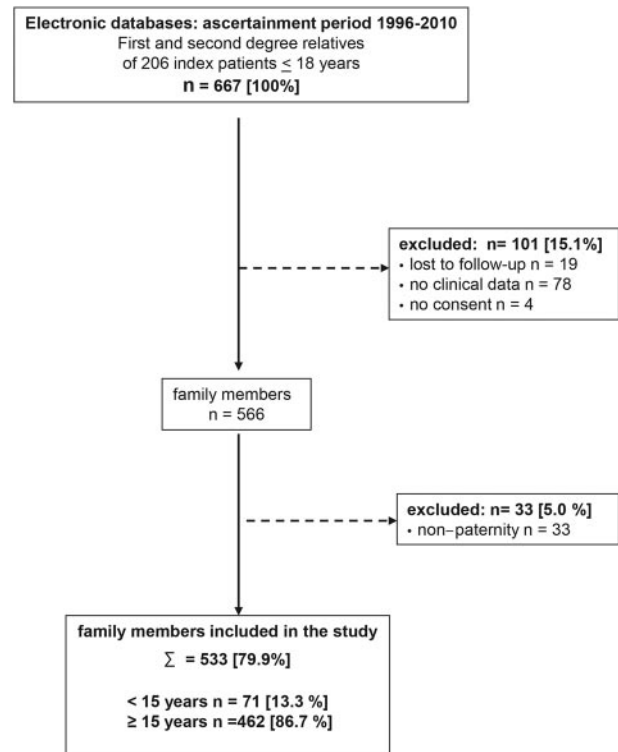 Electronic databases: ascertainment period 1996-2010
First and second degree relatives
of 206 index patients ≤ 18 years
n = 667 [100%]
excluded: n= 101 [15.1%]
· lost to follow-up n = 19
· no clinical data n = 78
· no consent n = 4
family members
n = 566
excluded: n= 33 [5.0 %]
· non–paternity n = 33
family members included in the study
∑ = 533 [79.9%]
< 15 years n = 71 [13.3 %]
≥ 15 years n =462 [86.7 %]